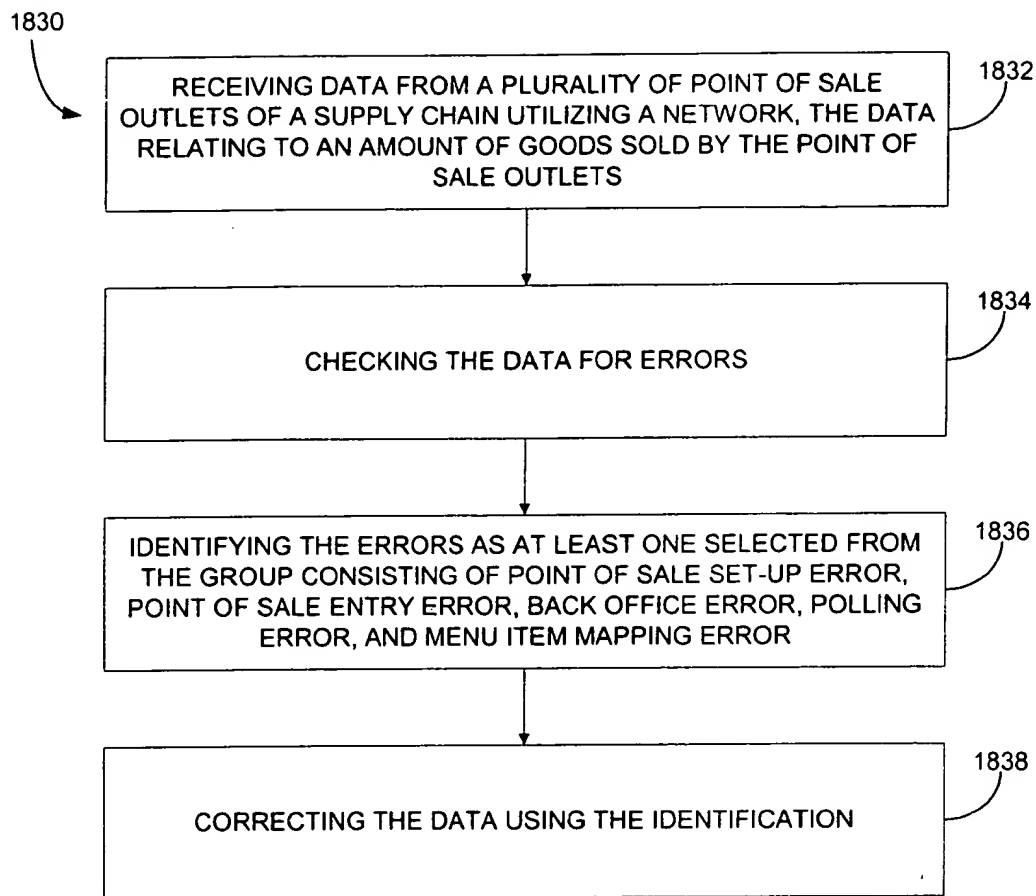 1830
RECEIVING DATA FROM A PLURALITY OF POINT OF SALE
OUTLETS OF A SUPPLY CHAIN UTILIZING A NETWORK, THE DATA
RELATING TO AN AMOUNT OF GOODS SOLD BY THE POINT OF
SALE OUTLETS
1832
CHECKING THE DATA FOR ERRORS
1834
IDENTIFYING THE ERRORS AS AT LEAST ONE SELECTED FROM
THE GROUP CONSISTING OF POINT OF SALE SET-UP ERROR,
POINT OF SALE ENTRY ERROR, BACK OFFICE ERROR, POLLING
ERROR, AND MENU ITEM MAPPING ERROR
1836
CORRECTING THE DATA USING THE IDENTIFICATION
1838